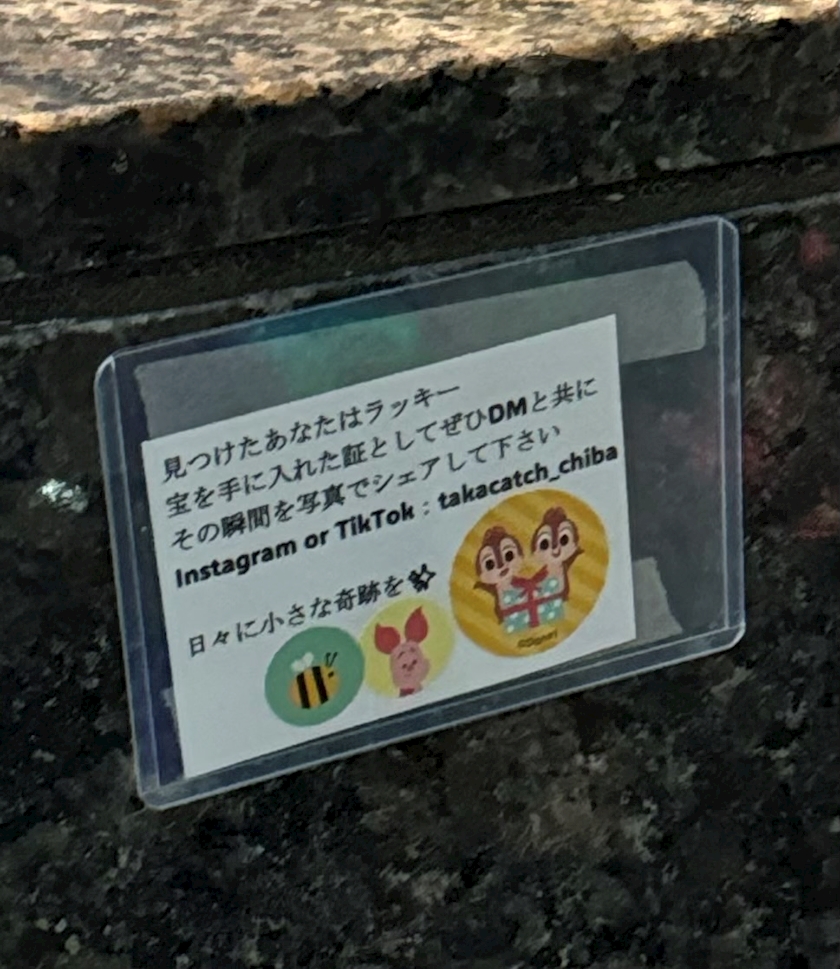 見つけたあなたはラッキー
宝を手に入れた証としてぜひDMと共に
その瞬間を写真でシェアして下さい
Instagram or TikTok : takacatch_chiba
日々に小さな奇跡を
©Disney